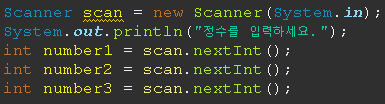 Scanner scan = new Scanner(System.in);
System.out.println("정수를 입력하세요.");
int number1 = scan.nextInt();
int number2 = scan.nextInt();
int number3 = scan.nextInt();